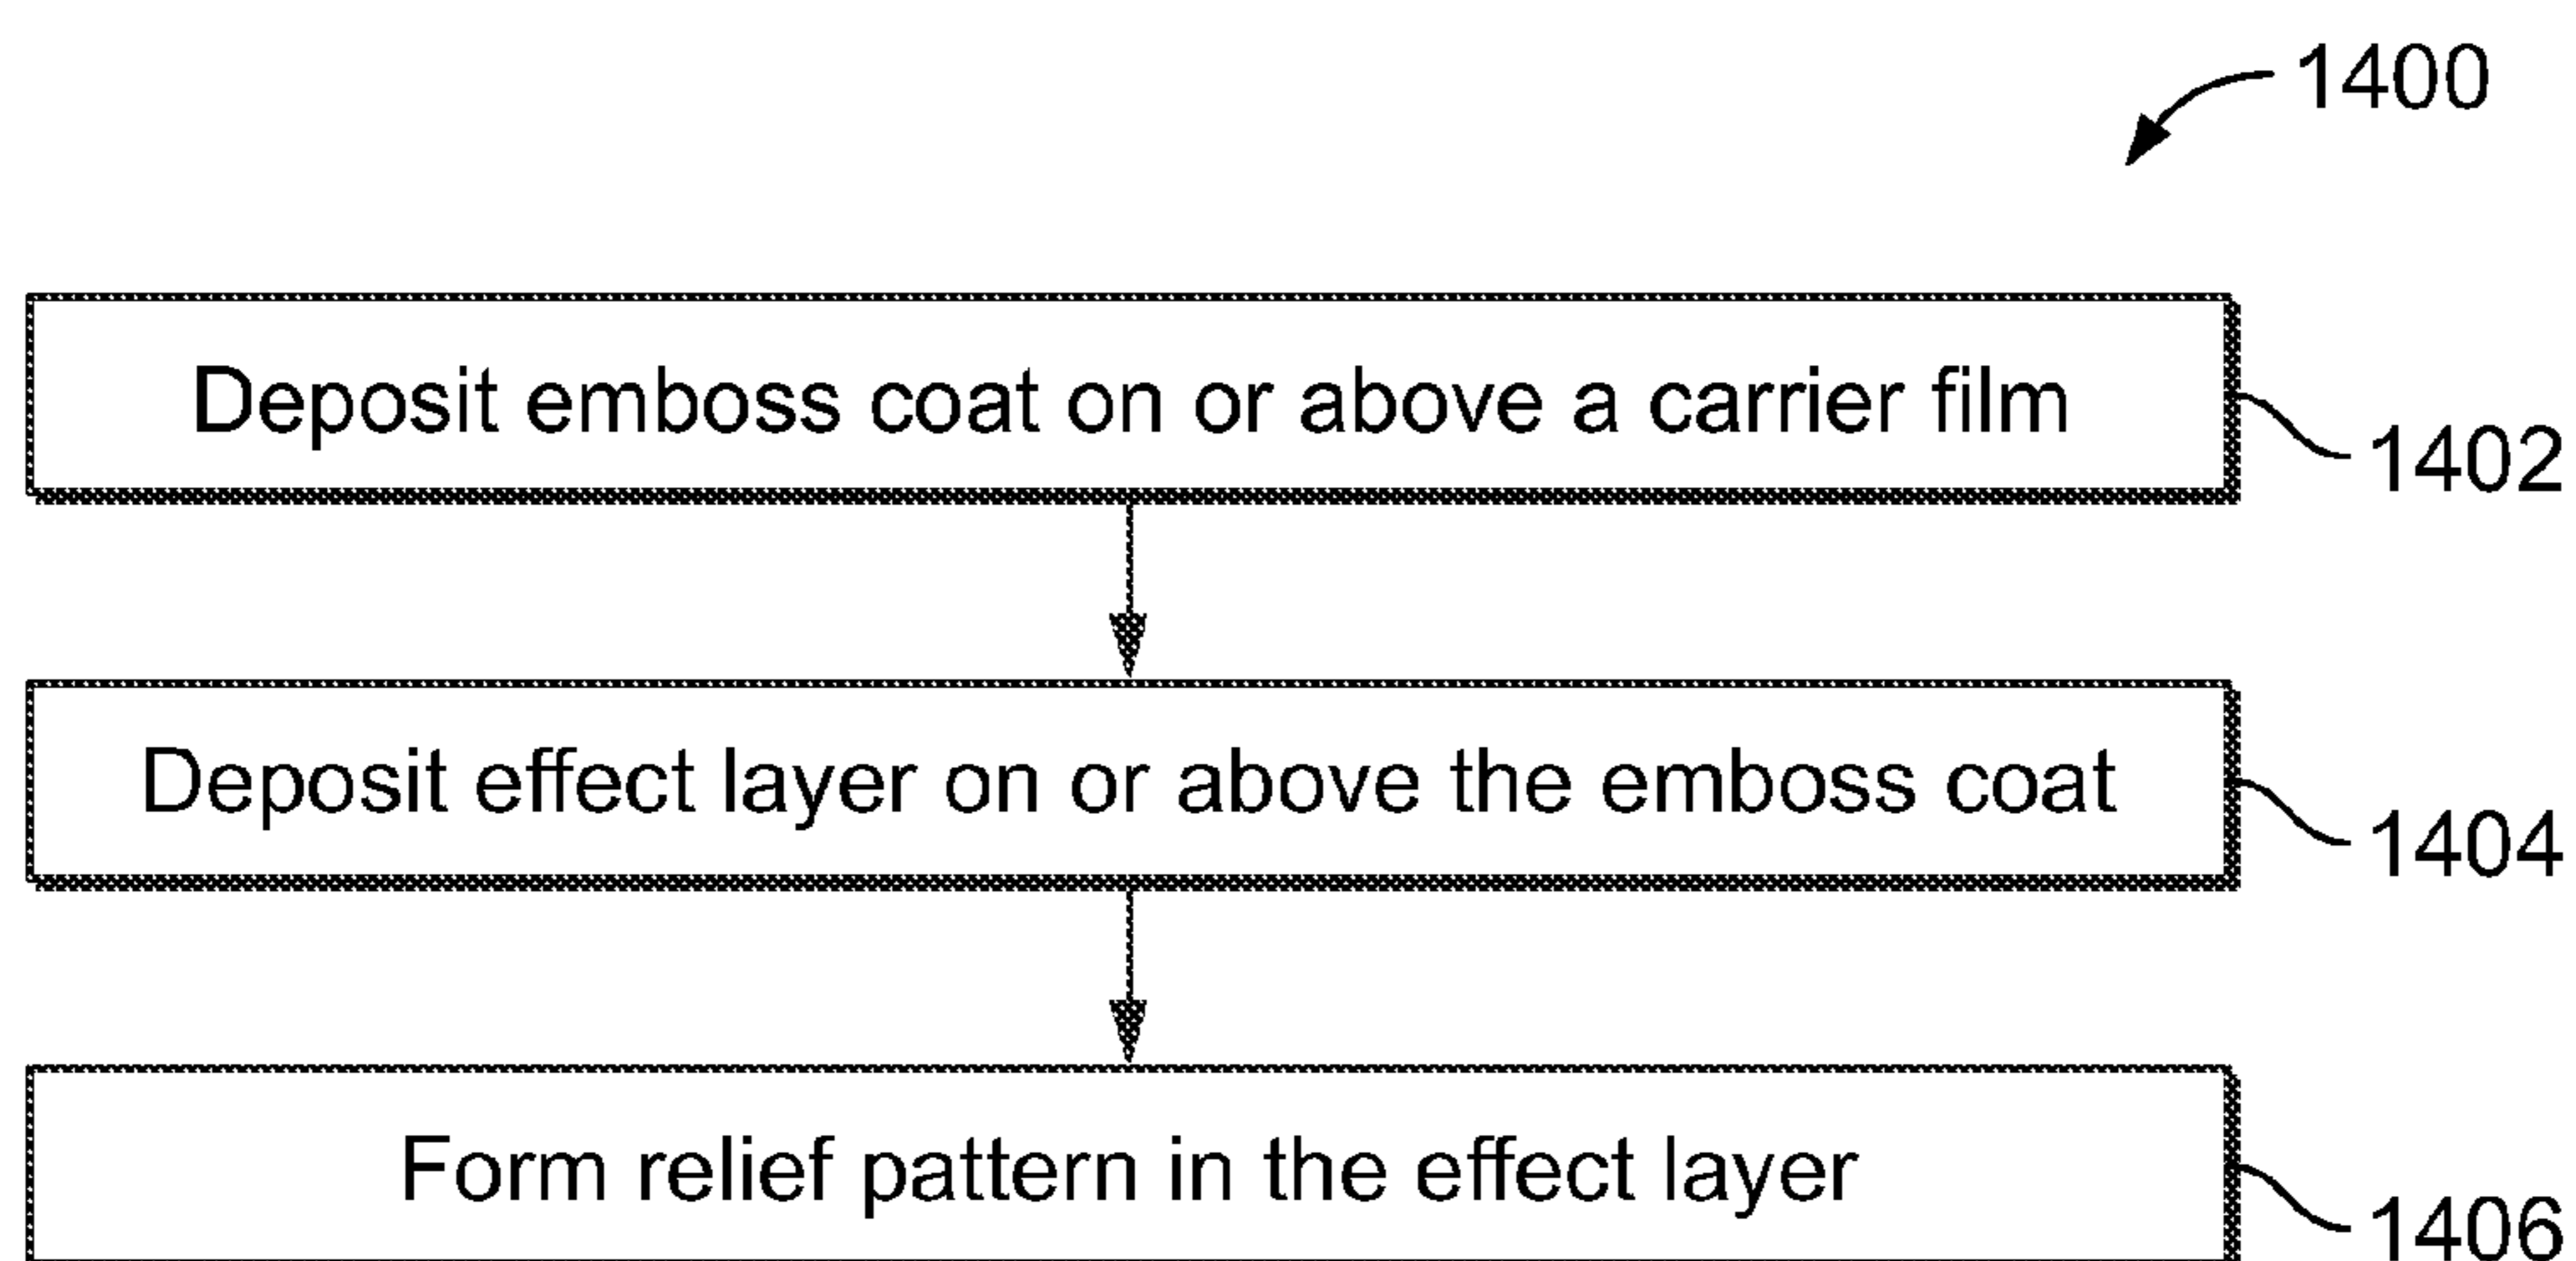 1400
Deposit emboss coat on or above a carrier film
1402
Deposit effect layer on or above the emboss coat
1404
Form relief pattern in the effect layer
1406